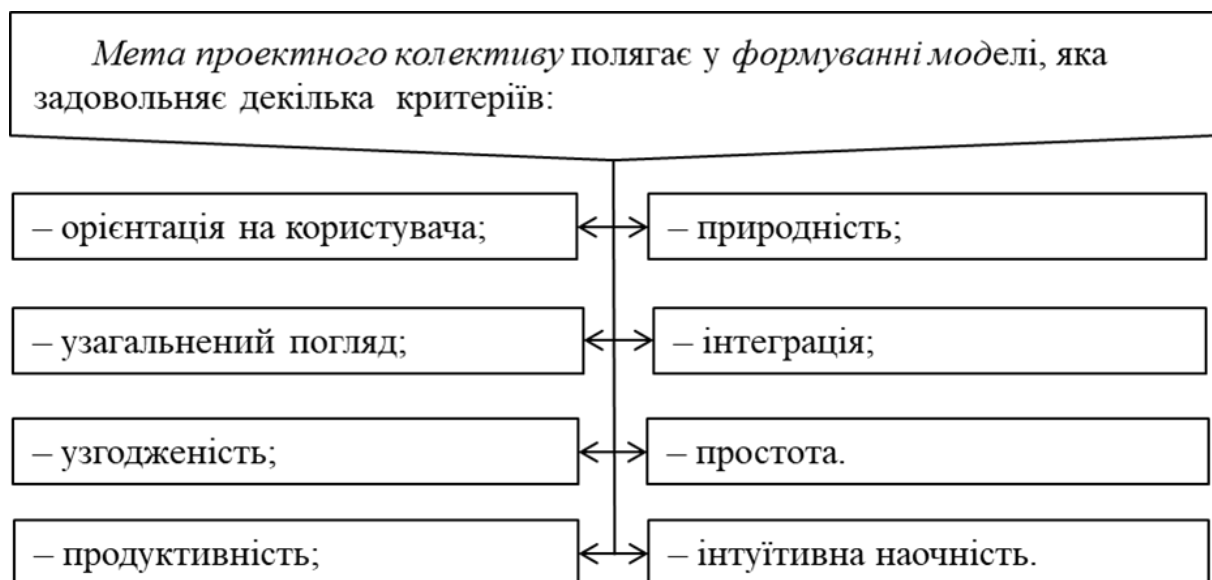 Мета проектного колективу полягає у формуванні моделі, яка
задовольняє декілька критеріїв:
– орієнтація на користувача;
– природність;
– узагальнений погляд;
– інтеграція;
– узгодженість;
– простота.
– продуктивність;
– інтуїтивна наочність.